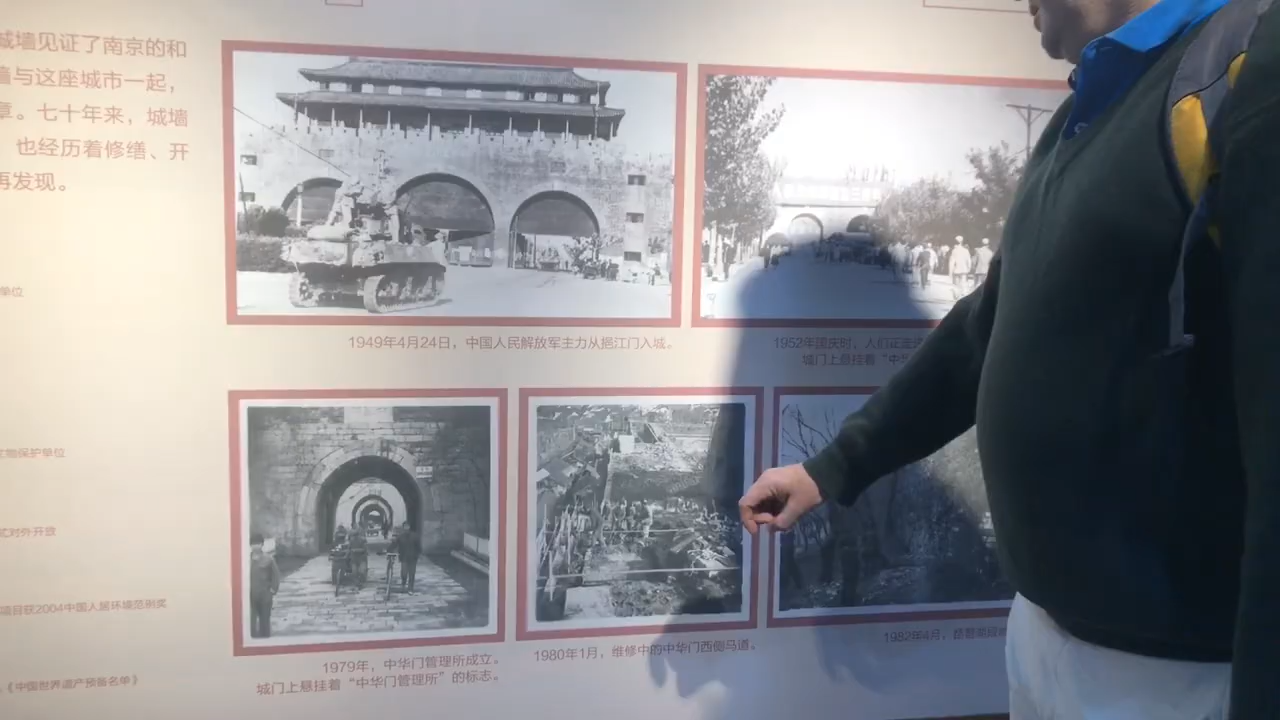 城墙见证了南京的和
墙与这座城市一起，
章。七十年来，城墙
也经历着修缮、开
再发现。
单位
文物保护单位
式对外开放
项目获2004中国人居环境范例奖
《中国世界遗产预备名单》
1949年4月24日，中国人民解放军主力从挹江门入城。
1952年国庆时，人们正走
城门上悬挂着“中
1979年，中华门管理所成立。
城门上悬挂着“中华门管理所”的标志。
1980年1月，维修中的中华门西侧马道。
1982年4月，